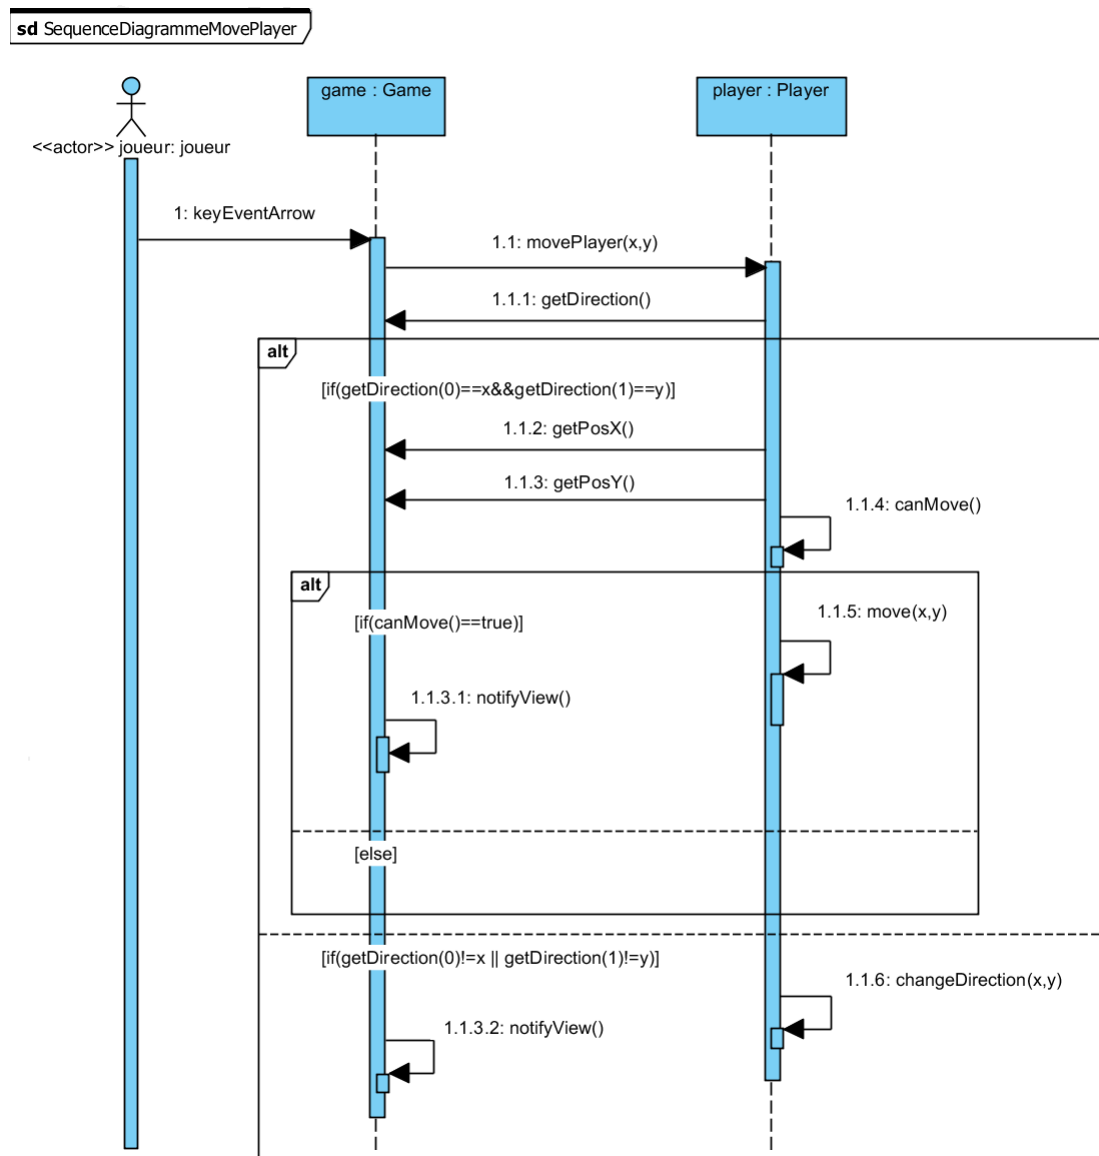 sd SequenceDiagrammeMovePlayer
game : Game
player : Player
<<actor>> joueur: joueur
1: keyEventArrow
1.1: movePlayer(x,y)
1.1.1: getDirection()
alt
[if(getDirection(0)==x&&getDirection(1)==y)]
1.1.2: getPosX()
1.1.3: getPosY()
1.1.4: canMove()
alt
1.1.5: move(x,y)
[if(canMove()==true)]
1.1.3.1: notifyView()
[else]
[if(getDirection(0)!=x || getDirection(1)!=y)]
1.1.6: changeDirection(x,y)
1.1.3.2: notifyView()